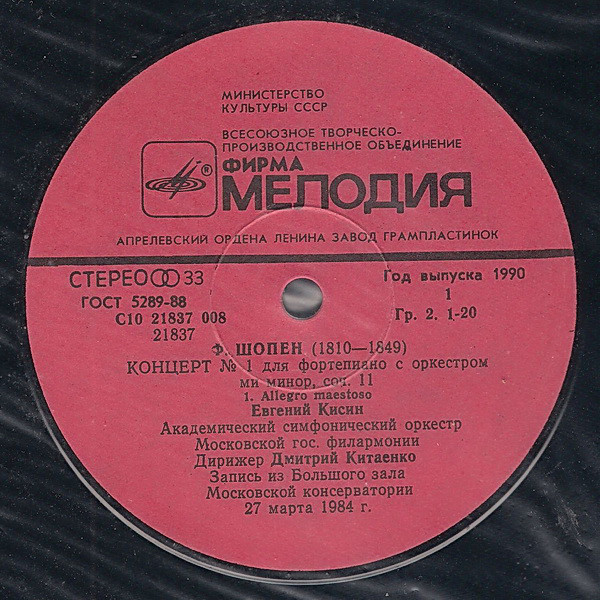 МИНИСТЕРСТВО
КУЛЬТУРЫ СССР
ВСЕСОЮЗНОЕ ТВОРЧЕСКО-
ПРОИЗВОДСТВЕННОЕ ОБЪЕДИНЕНИЕ
®
ФИРМА
МЕЛОДИЯ
АПРЕЛЕВСКИЙ ОРДЕНА ЛЕНИНА ЗАВОД ГРАМПЛАСТИНОК
СТЕРЕО 33
Год выпуска 1990
ГОСТ 5289-88
1
С10 21837 008
Гр. 2. 1-20
21837
Ф. ШОПЕН (1810—1849)
КОНЦЕРТ № 1 для фортепиано с оркестром
ми минор, соч. 11
1. Allegro maestoso
Евгений Кисин
Академический симфонический оркестр
Московской гос. филармонии
Дирижер Дмитрий Китаенко
Запись из Большого зала
Московской консерватории
27 марта 1984 г.